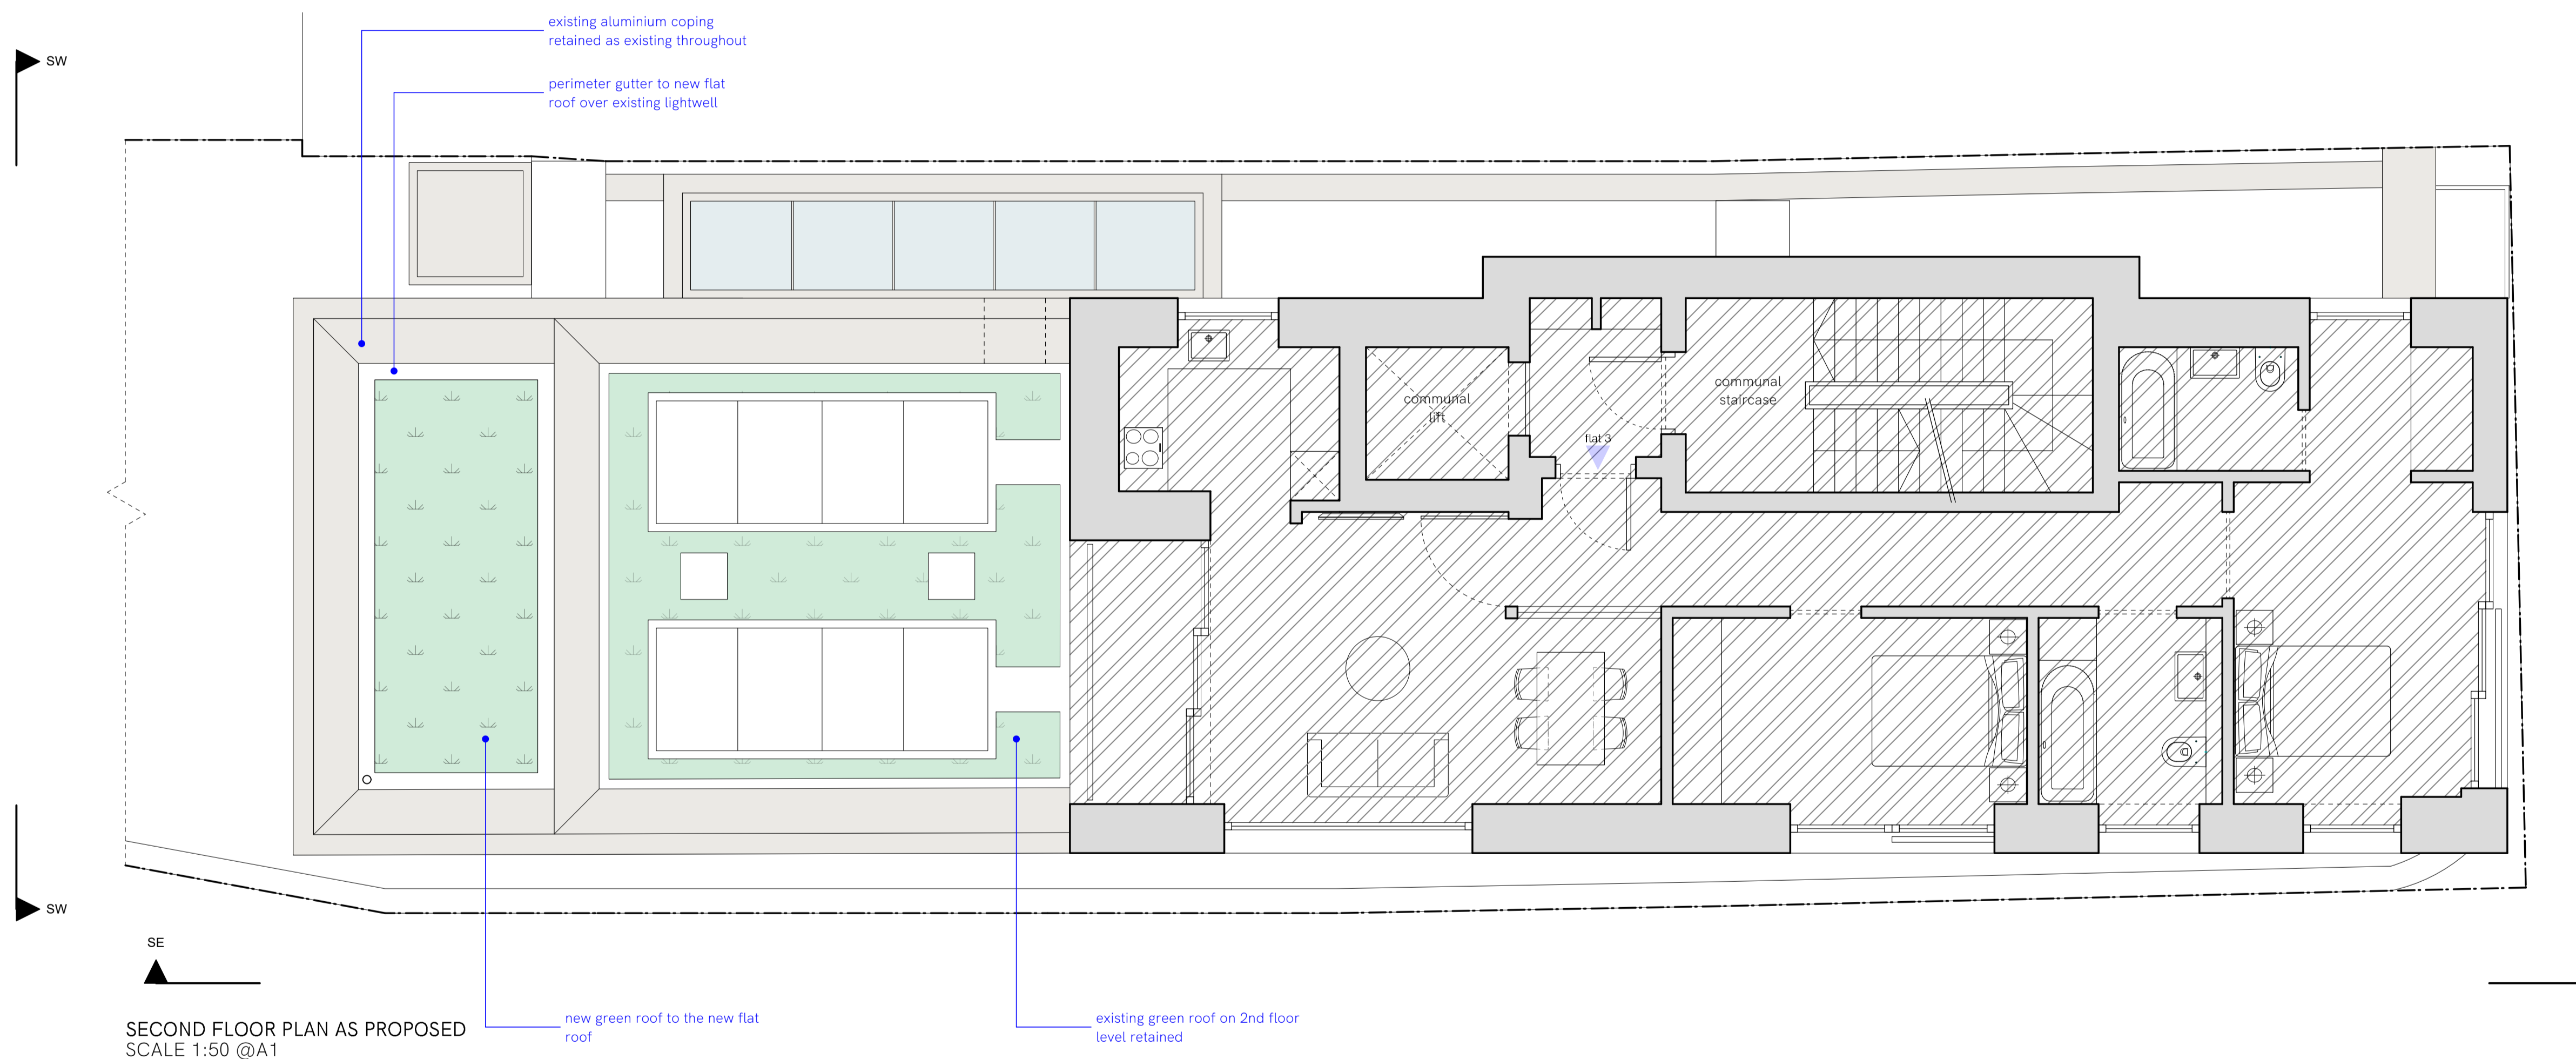 existing aluminium coping
retained as existing throughout
SW
perimeter gutter to new flat
roof over existing lightwell
communal
staircase
communal
lift
flat 3
SW
SE
new green roof to the new flat
roof
existing green roof on 2nd floor
level retained
SECOND FLOOR PLAN AS PROPOSED
SCALE 1:50 @A1